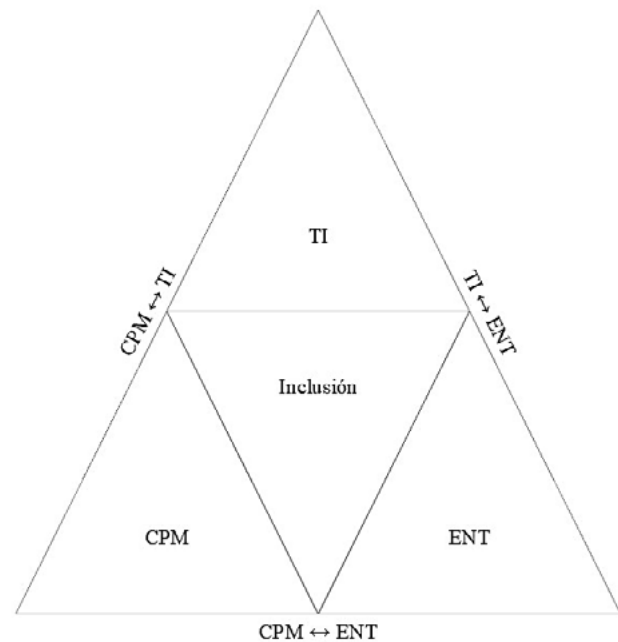 TI
CPM ↔ TI
TI ↔ ENT
Inclusión
CPM
ENT
CPM ↔ ENT